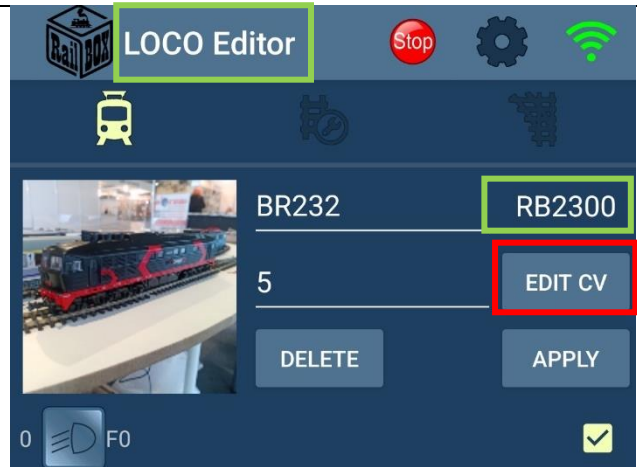 Rail BOX LOCO Editor Stop
BR232 RB2300
5 EDIT CV
DELETE APPLY
0 F0